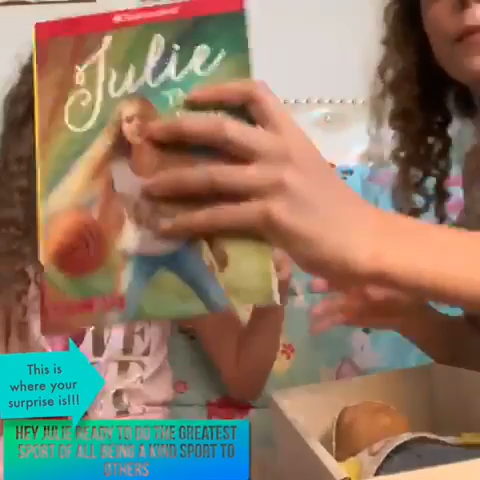 Julie
This is
where your
surprise is!!!
HEY JULIE READY TO DO THE GREATEST
SPORT OF ALL BEING A KIND SPORT TO
OTHERS